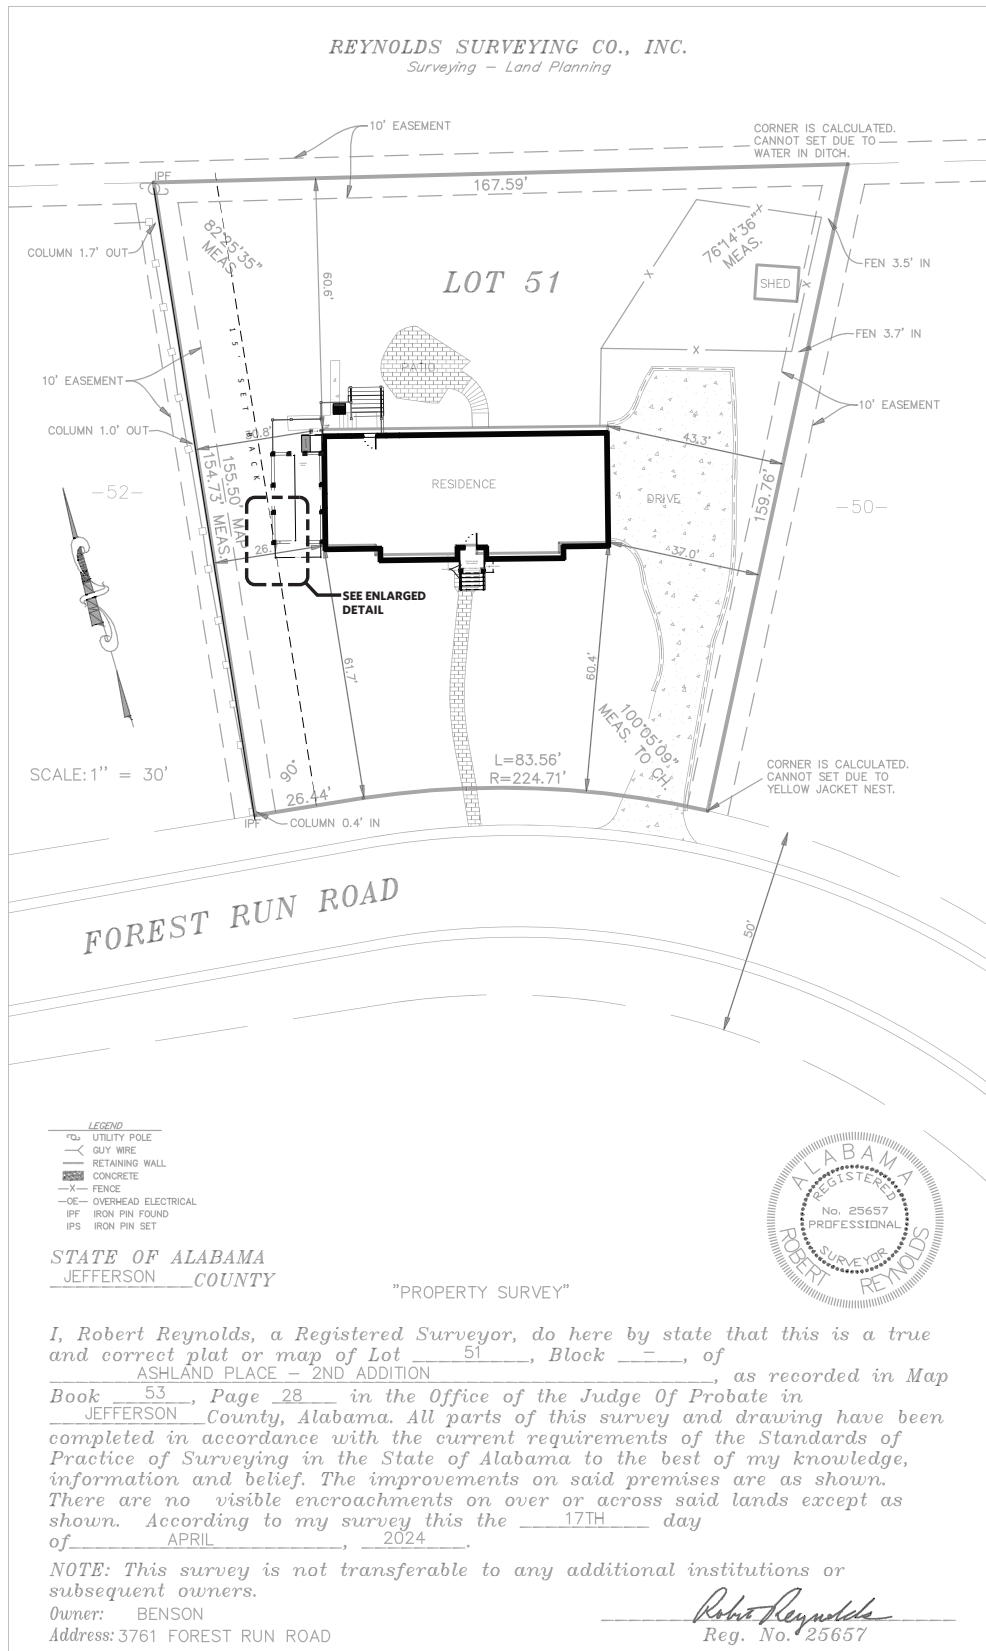 REYNOLDS SURVEYING CO., INC.
Surveying – Land Planning
10' EASEMENT
CORNER IS CALCULATED.
CANNOT SET DUE TO
WATER IN DITCH.
IPF
167.59'
82°25'35"
MEAS.
76°14'36"
MEAS.
COLUMN 1.7' OUT
60.6'
LOT 51
FEN 3.5' IN
SHED
15' SETBACK
FEN 3.7' IN
PATIO
10' EASEMENT
10' EASEMENT
COLUMN 1.0' OUT
30.8'
43.3'
155.50' MAP
154.73' MEAS.
-52-
RESIDENCE
DRIVE
159.76'
-50-
26.
37.0'
SEE ENLARGED
DETAIL
61.7'
60.4'
100°05'09"
MEAS. TO CH.
SCALE: 1'' = 30'
90°
L=83.56'
R=224.71'
CORNER IS CALCULATED.
CANNOT SET DUE TO
YELLOW JACKET NEST.
26.44'
IPF
COLUMN 0.4' IN
FOREST RUN ROAD
50'
LEGEND
UTILITY POLE
GUY WIRE
RETAINING WALL
CONCRETE
—X— FENCE
—OE— OVERHEAD ELECTRICAL
IPF IRON PIN FOUND
IPS IRON PIN SET
ALABAMA
REGISTERED
No. 25657
PROFESSIONAL
SURVEYOR
ROBERT REYNOLDS
STATE OF ALABAMA
JEFFERSON COUNTY
"PROPERTY SURVEY"
I, Robert Reynolds, a Registered Surveyor, do here by state that this is a true
and correct plat or map of Lot 51, Block –, of
ASHLAND PLACE – 2ND ADDITION, as recorded in Map
Book 53, Page 28 in the Office of the Judge Of Probate in
JEFFERSON County, Alabama. All parts of this survey and drawing have been
completed in accordance with the current requirements of the Standards of
Practice of Surveying in the State of Alabama to the best of my knowledge,
information and belief. The improvements on said premises are as shown.
There are no visible encroachments on over or across said lands except as
shown. According to my survey this the 17TH day
of APRIL, 2024.
NOTE: This survey is not transferable to any additional institutions or
subsequent owners.
Owner: BENSON
Address: 3761 FOREST RUN ROAD
Robert Reynolds
Reg. No. 25657